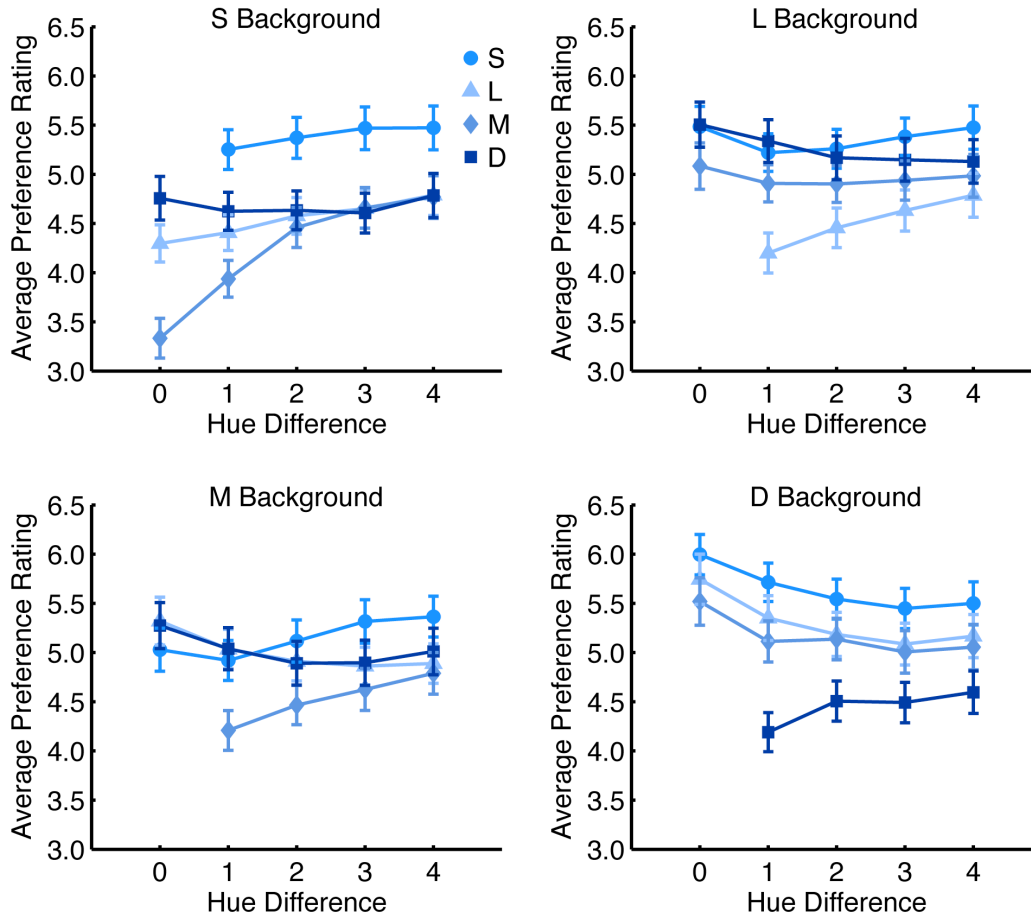 S Background
Average Preference Rating
6.5
6.0
5.5
5.0
4.5
4.0
3.5
3.0
S
L
M
D
0 1 2 3 4
Hue Difference
L Background
Average Preference Rating
6.5
6.0
5.5
5.0
4.5
4.0
3.5
3.0
0 1 2 3 4
Hue Difference
M Background
Average Preference Rating
6.5
6.0
5.5
5.0
4.5
4.0
3.5
3.0
0 1 2 3 4
Hue Difference
D Background
Average Preference Rating
6.5
6.0
5.5
5.0
4.5
4.0
3.5
3.0
0 1 2 3 4
Hue Difference